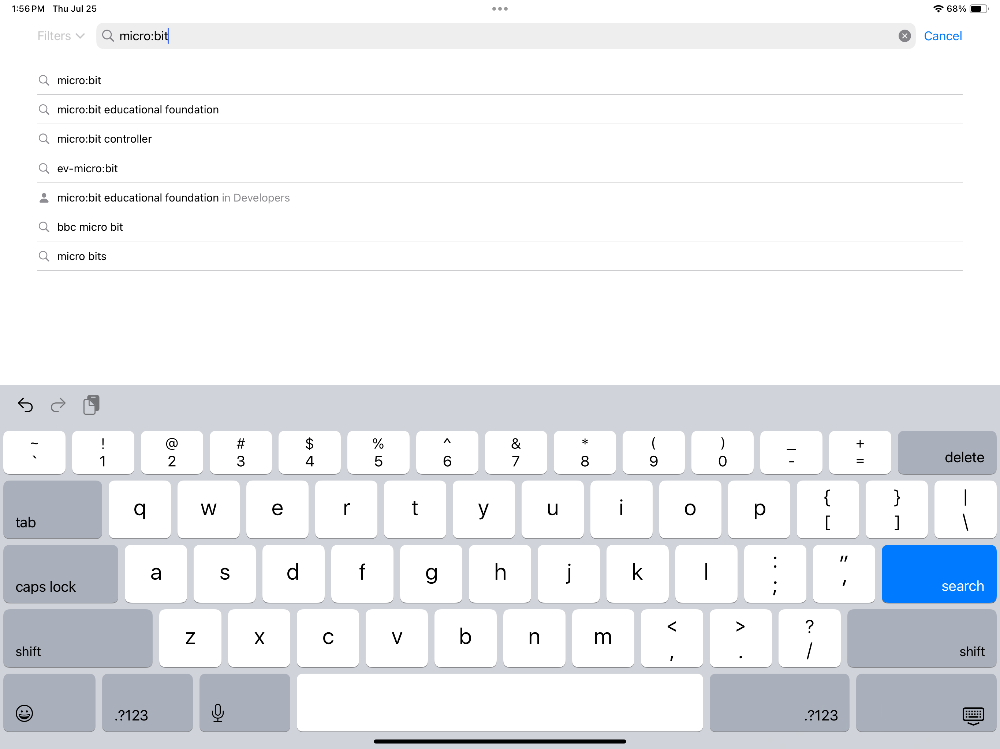 1:56 PM Thu Jul 25
68%
Filters
micro:bit
Cancel
micro:bit
micro:bit educational foundation
micro:bit controller
ev-micro:bit
micro:bit educational foundation in Developers
bbc micro bit
micro bits
~ ! @ # $ % ^ & * ( ) _ +
` 1 2 3 4 5 6 7 8 9 0 - = delete
tab q w e r t y u i o p { [ } ] | \
caps lock a s d f g h j k l : ; " ' search
shift z x c v b n m < , > . ? / shift
.?123 .?123